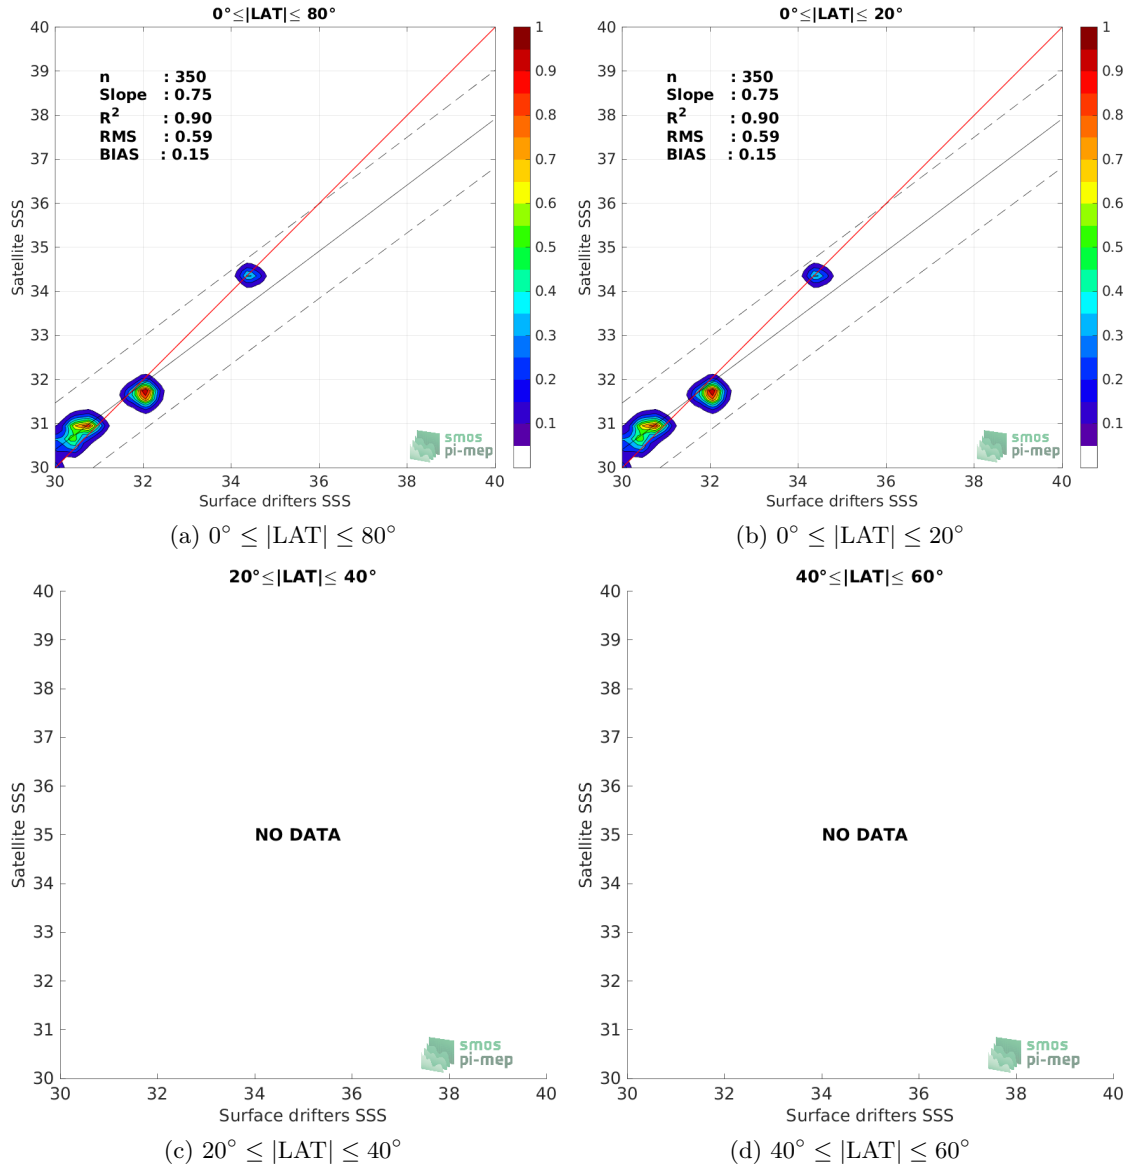 0°≤|LAT|≤ 80°
40
39
38
37
36
35
34
33
32
31
30
30
32
34
36
38
40
Satellite SSS
Surface drifters SSS
n : 350
Slope : 0.75
R² : 0.90
RMS : 0.59
BIAS : 0.15
smos
pi-mep
1
0.9
0.8
0.7
0.6
0.5
0.4
0.3
0.2
0.1
(a) 0° ≤ |LAT| ≤ 80°
0°≤|LAT|≤ 20°
40
39
38
37
36
35
34
33
32
31
30
30
32
34
36
38
40
Satellite SSS
Surface drifters SSS
n : 350
Slope : 0.75
R² : 0.90
RMS : 0.59
BIAS : 0.15
smos
pi-mep
1
0.9
0.8
0.7
0.6
0.5
0.4
0.3
0.2
0.1
(b) 0° ≤ |LAT| ≤ 20°
20°≤|LAT|≤ 40°
40
39
38
37
36
35
34
33
32
31
30
30
32
34
36
38
40
Satellite SSS
Surface drifters SSS
NO DATA
smos
pi-mep
(c) 20° ≤ |LAT| ≤ 40°
40°≤|LAT|≤ 60°
40
39
38
37
36
35
34
33
32
31
30
30
32
34
36
38
40
Satellite SSS
Surface drifters SSS
NO DATA
smos
pi-mep
(d) 40° ≤ |LAT| ≤ 60°